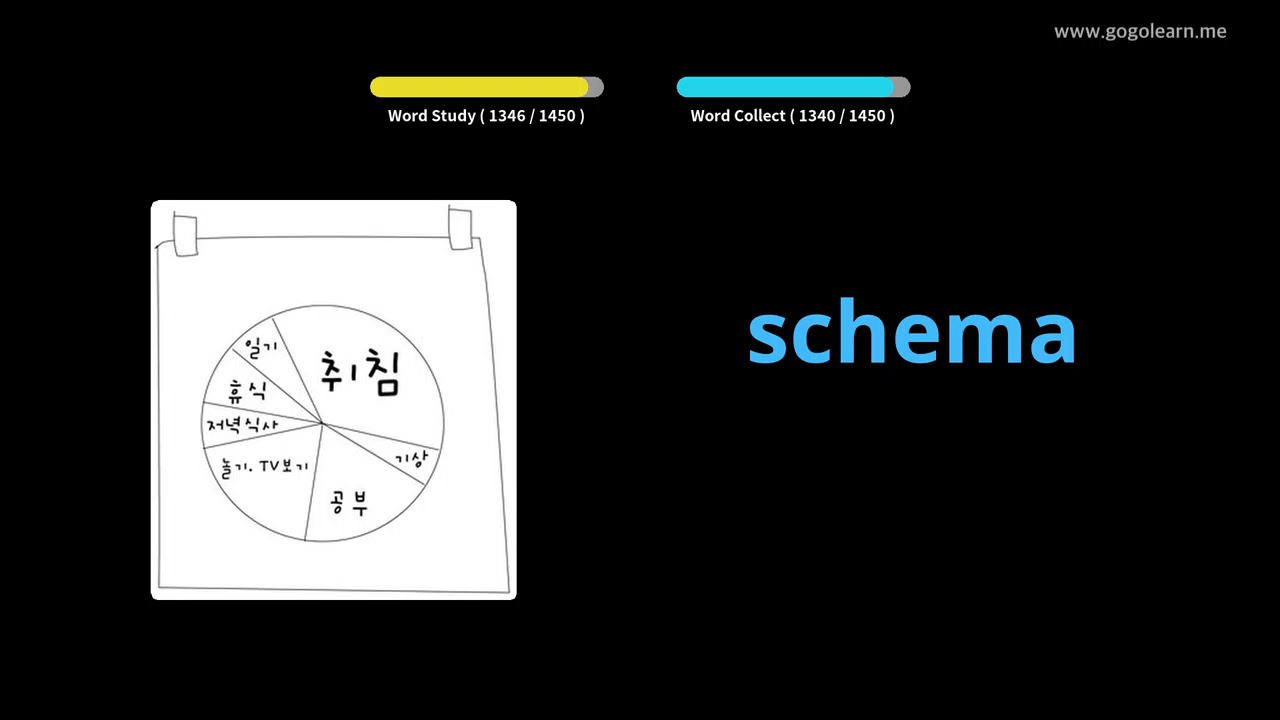 www.gogolearn.me
Word Study ( 1346 / 1450 )
Word Collect ( 1340 / 1450 )
일기
취침
휴식
저녁식사
놀기. TV보기
기상
공부
schema